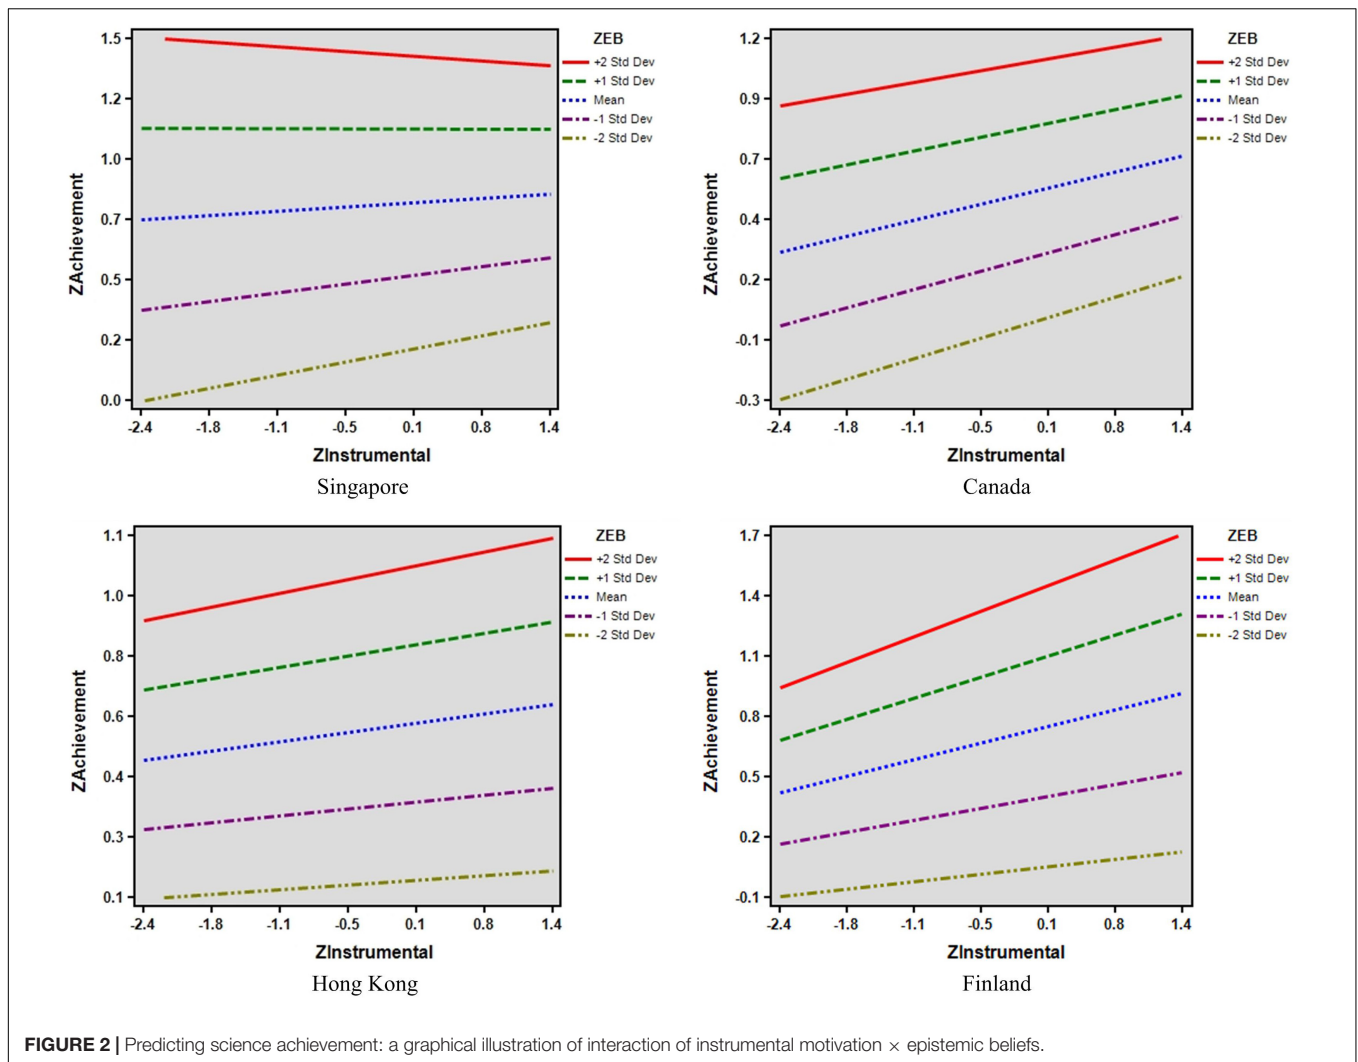 1.5
1.2
1.0
0.7
0.5
0.2
0.0
ZAchievement
-2.4 -1.8 -1.1 -0.5 0.1 0.8 1.4
ZInstrumental
ZEB
+2 Std Dev
+1 Std Dev
Mean
-1 Std Dev
-2 Std Dev
Singapore
1.2
0.9
0.7
0.4
0.2
-0.1
-0.3
ZAchievement
-2.4 -1.8 -1.1 -0.5 0.1 0.8 1.4
ZInstrumental
ZEB
+2 Std Dev
+1 Std Dev
Mean
-1 Std Dev
-2 Std Dev
Canada
1.1
1.0
0.8
0.6
0.4
0.3
0.1
ZAchievement
-2.4 -1.8 -1.1 -0.5 0.1 0.8 1.4
ZInstrumental
ZEB
+2 Std Dev
+1 Std Dev
Mean
-1 Std Dev
-2 Std Dev
Hong Kong
1.7
1.4
1.1
0.8
0.5
0.2
-0.1
ZAchievement
-2.4 -1.8 -1.1 -0.5 0.1 0.8 1.4
ZInstrumental
ZEB
+2 Std Dev
+1 Std Dev
Mean
-1 Std Dev
-2 Std Dev
Finland
FIGURE 2 | Predicting science achievement: a graphical illustration of interaction of instrumental motivation × epistemic beliefs.